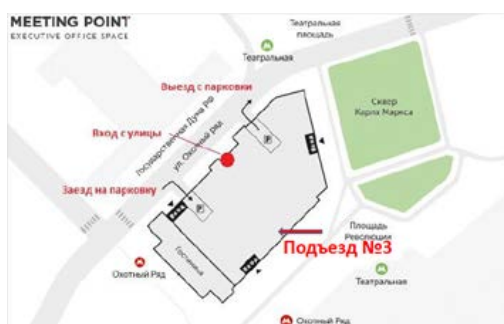 MEETING POINT
EXECUTIVE OFFICE SPACE
Театральная
площадь
Театральная
Выезд с парковки
Государственная Дума РФ
ул. Охотный ряд
Вход с улицы
Сквер
Карла Маркса
P
Заезд на парковку
P
Площадь
Революции
Подъезд №3
Гостиница
Охотный Ряд
Театральная
Охотный Ряд